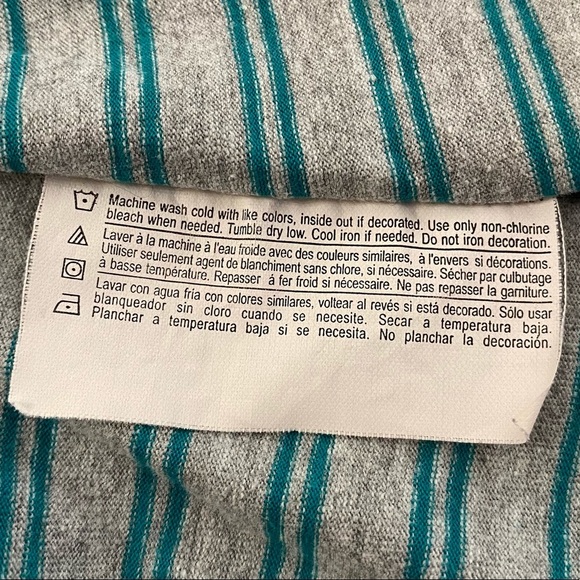 Machine wash cold with like colors, inside out if decorated. Use only non-chlorine
bleach when needed. Tumble dry low. Cool iron if needed. Do not iron decoration.
Laver à la machine à l'eau froide avec des couleurs similaires, à l'envers si décorations.
Utiliser seulement agent de blanchiment sans chlore, si nécessaire. Sécher par culbutage
à basse température. Repasser à fer froid si nécessaire. Ne pas repasser la garniture.
Lavar con agua fria con colores similares, voltear al revés si está decorado. Sólo usar
blanqueador sin cloro cuando se necesite. Secar a temperatura baja.
Planchar a temperatura baja si se necesita. No planchar la decoración.